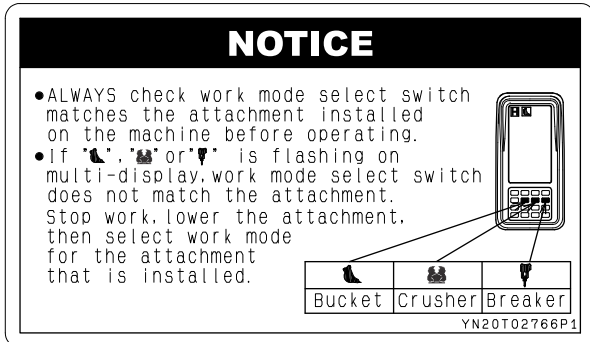 NOTICE
●ALWAYS check work mode select switch
matches the attachment installed
on the machine before operating.
●If " ", " " or " " is flashing on
multi-display, work mode select switch
does not match the attachment.
Stop work, lower the attachment,
then select work mode
for the attachment
that is installed.
Bucket Crusher Breaker
YN20T02766P1